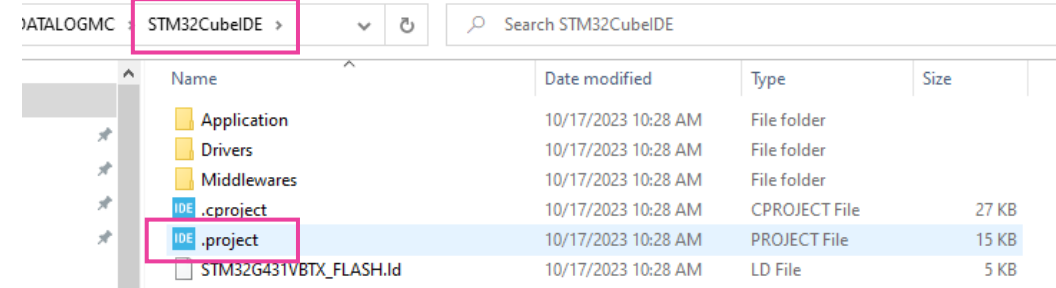 DATALOGMC > STM32CubeIDE >
Search STM32CubeIDE
Name Date modified Type Size
Application 10/17/2023 10:28 AM File folder
Drivers 10/17/2023 10:28 AM File folder
Middlewares 10/17/2023 10:28 AM File folder
IDE .cproject 10/17/2023 10:28 AM CPROJECT File 27 KB
IDE .project 10/17/2023 10:28 AM PROJECT File 15 KB
STM32G431VBTX_FLASH.ld 10/17/2023 10:28 AM LD File 5 KB